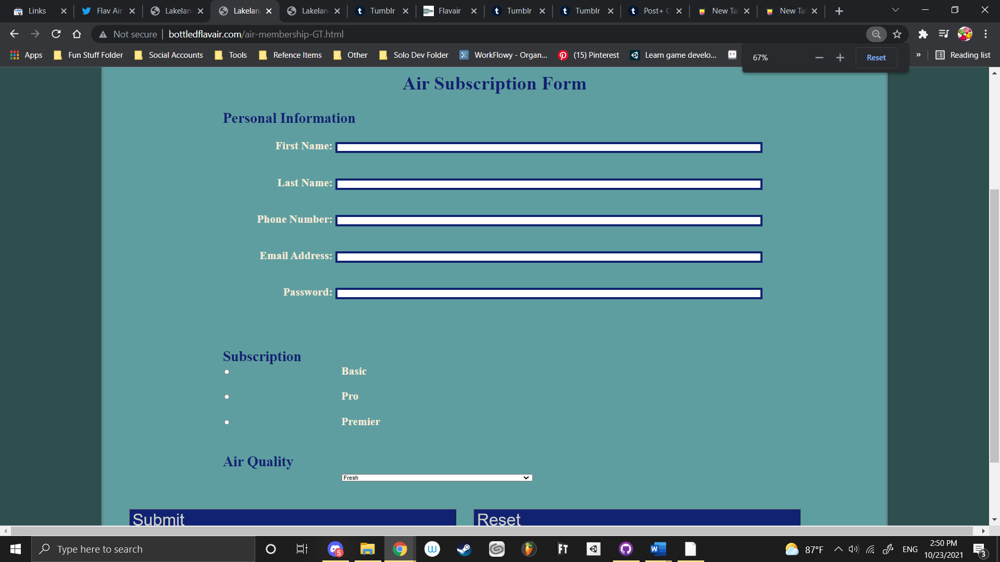 Links Flav Air Lakelan Lakelan Lakelan Tumblr Flavair Tumblr Tumblr Post+ New Ta New Ta
Not secure bottledflavair.com/air-membership-GT.html
Apps Fun Stuff Folder Social Accounts Tools Refence Items Other Solo Dev Folder WorkFlowy - Organ... (15) Pinterest Learn game develo... » Reading list
67% Reset
Air Subscription Form
Personal Information
First Name:
Last Name:
Phone Number:
Email Address:
Password:
Subscription
Basic
Pro
Premier
Air Quality
Fresh
Submit Reset
Type here to search 5 FT 87°F ENG 2:50 PM
10/23/2021 3